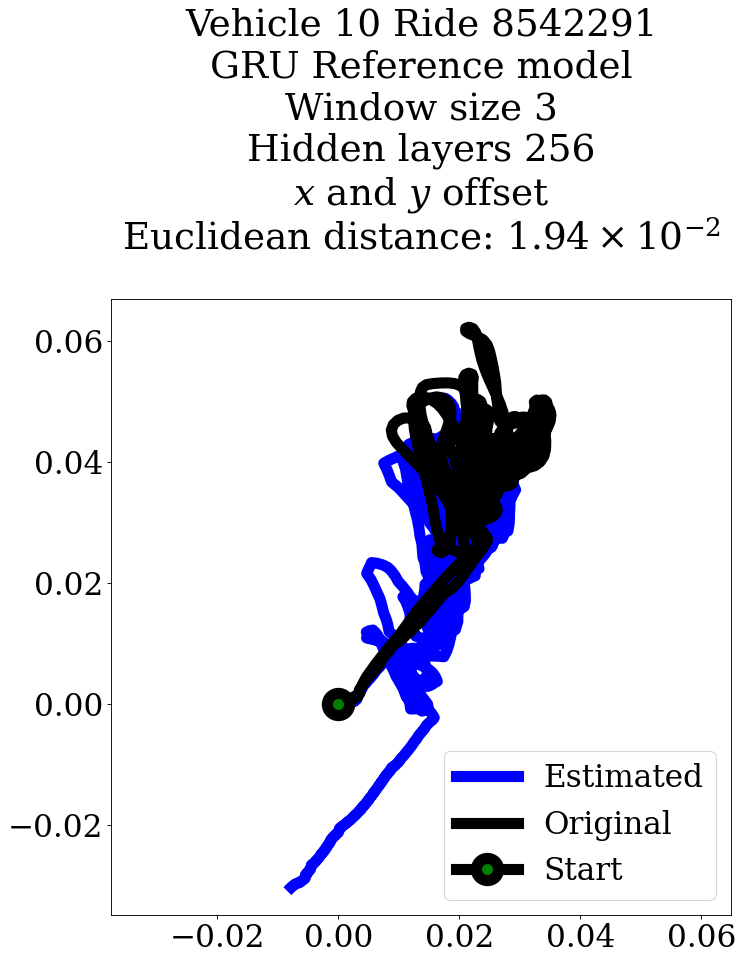 Vehicle 10 Ride 8542291
GRU Reference model
Window size 3
Hidden layers 256
x and y offset
Euclidean distance: 1.94 × 10⁻²
0.06
0.04
0.02
0.00
−0.02
Estimated
Original
Start
−0.02 0.00 0.02 0.04 0.06